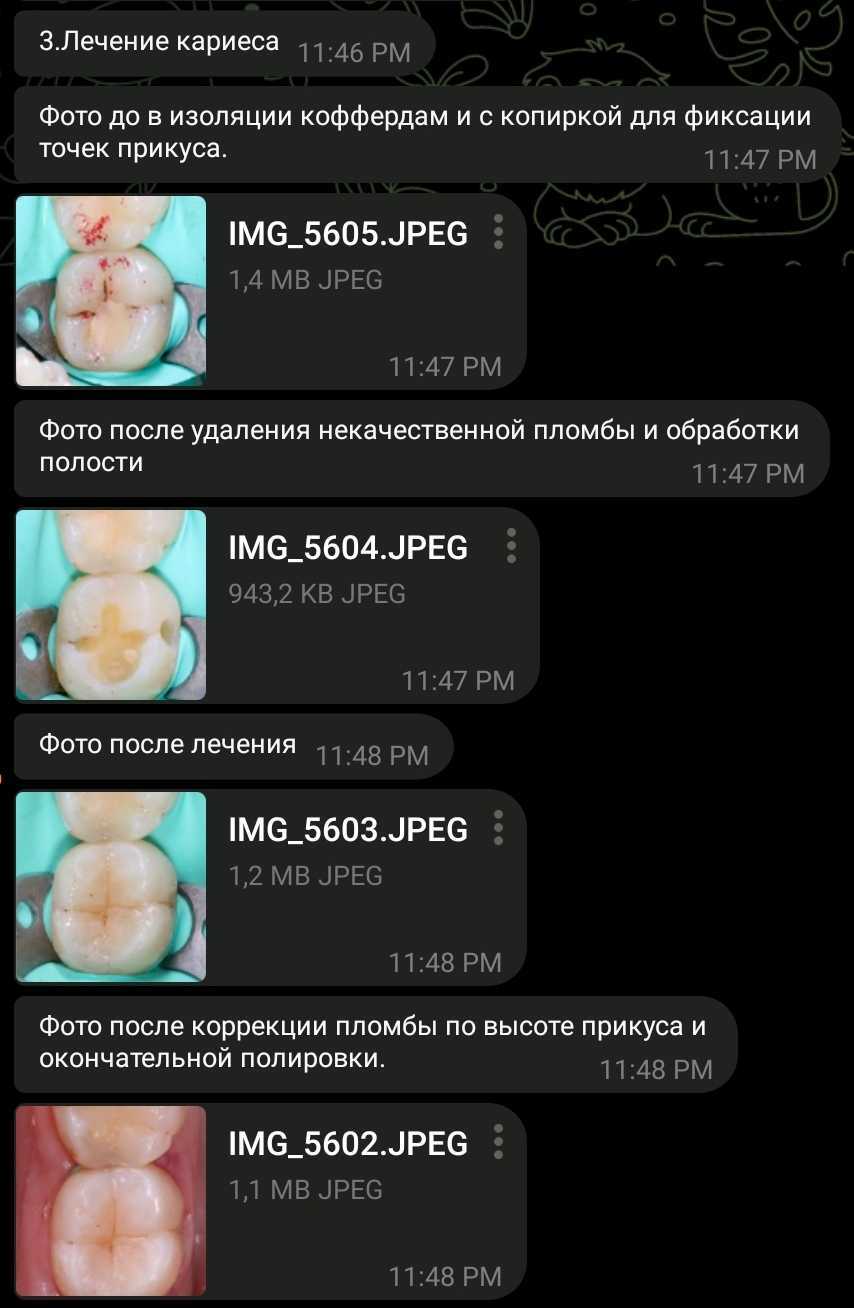 3.Лечение кариеса 11:46 PM
Фото до в изоляции коффердам и с копиркой для фиксации
точек прикуса.
11:47 PM
IMG_5605.JPEG
1,4 MB JPEG
11:47 PM
Фото после удаления некачественной пломбы и обработки
полости
11:47 PM
IMG_5604.JPEG
943,2 KB JPEG
11:47 PM
Фото после лечения 11:48 PM
IMG_5603.JPEG
1,2 MB JPEG
11:48 PM
Фото после коррекции пломбы по высоте прикуса и
окончательной полировки.
11:48 PM
IMG_5602.JPEG
1,1 MB JPEG
11:48 PM